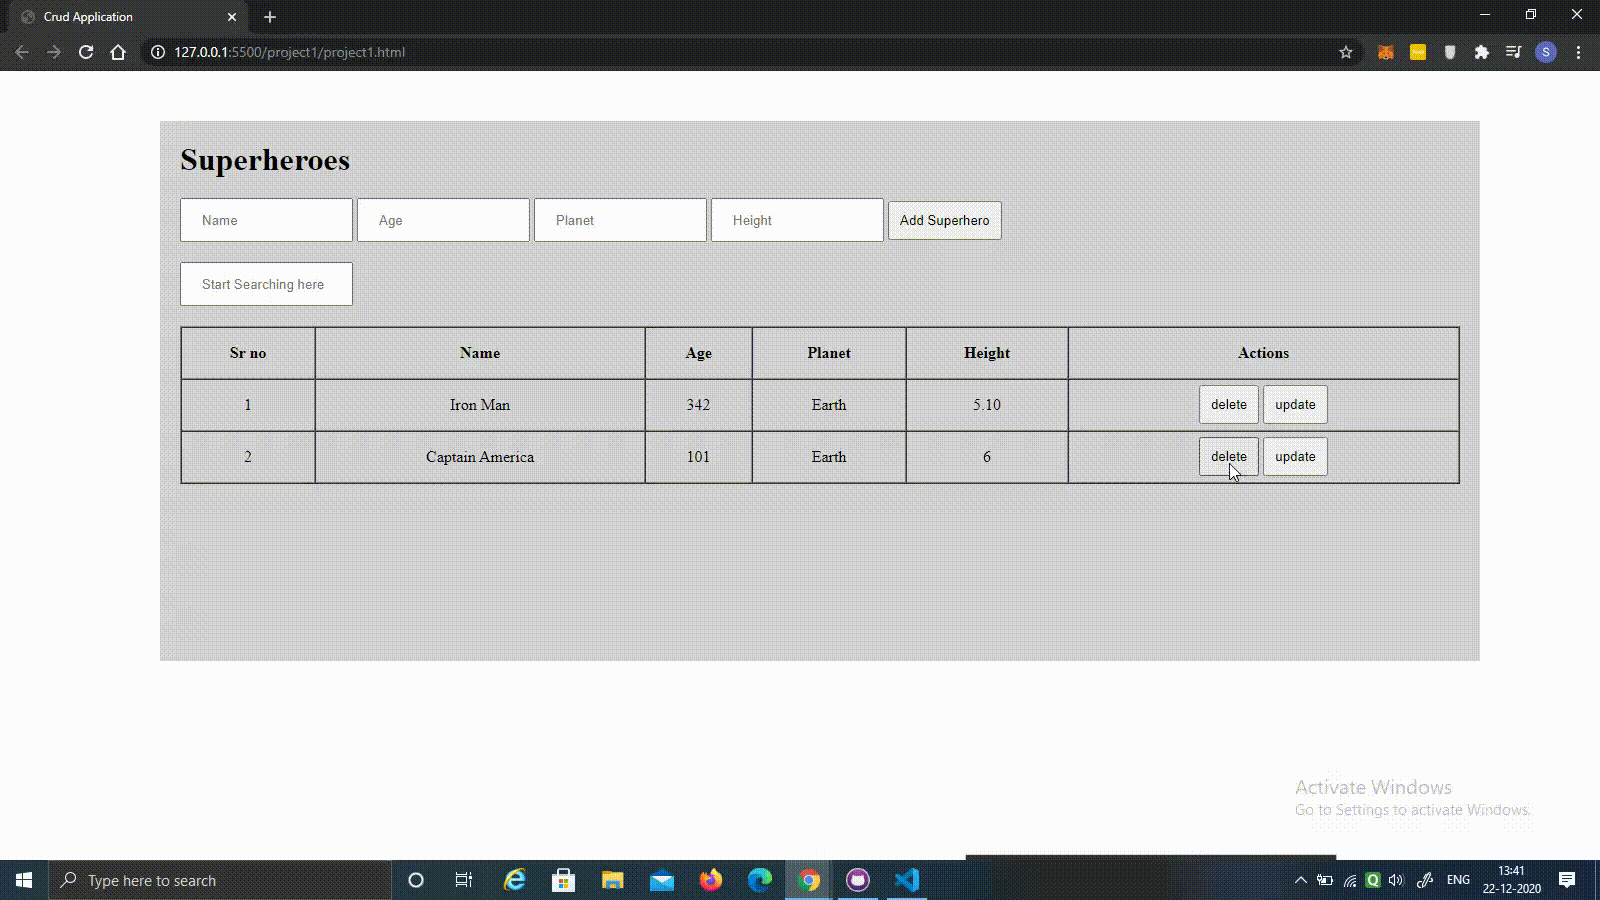 Crud Application
127.0.0.1:5500/project1/project1.html
S
Superheroes
Name Age Planet Height Add Superhero
Start Searching here
Sr no Name Age Planet Height Actions
1 Iron Man 342 Earth 5.10 delete update
2 Captain America 101 Earth 6 delete update
Activate Windows
Go to Settings to activate Windows.
Type here to search
Q
ENG
13:41
22-12-2020